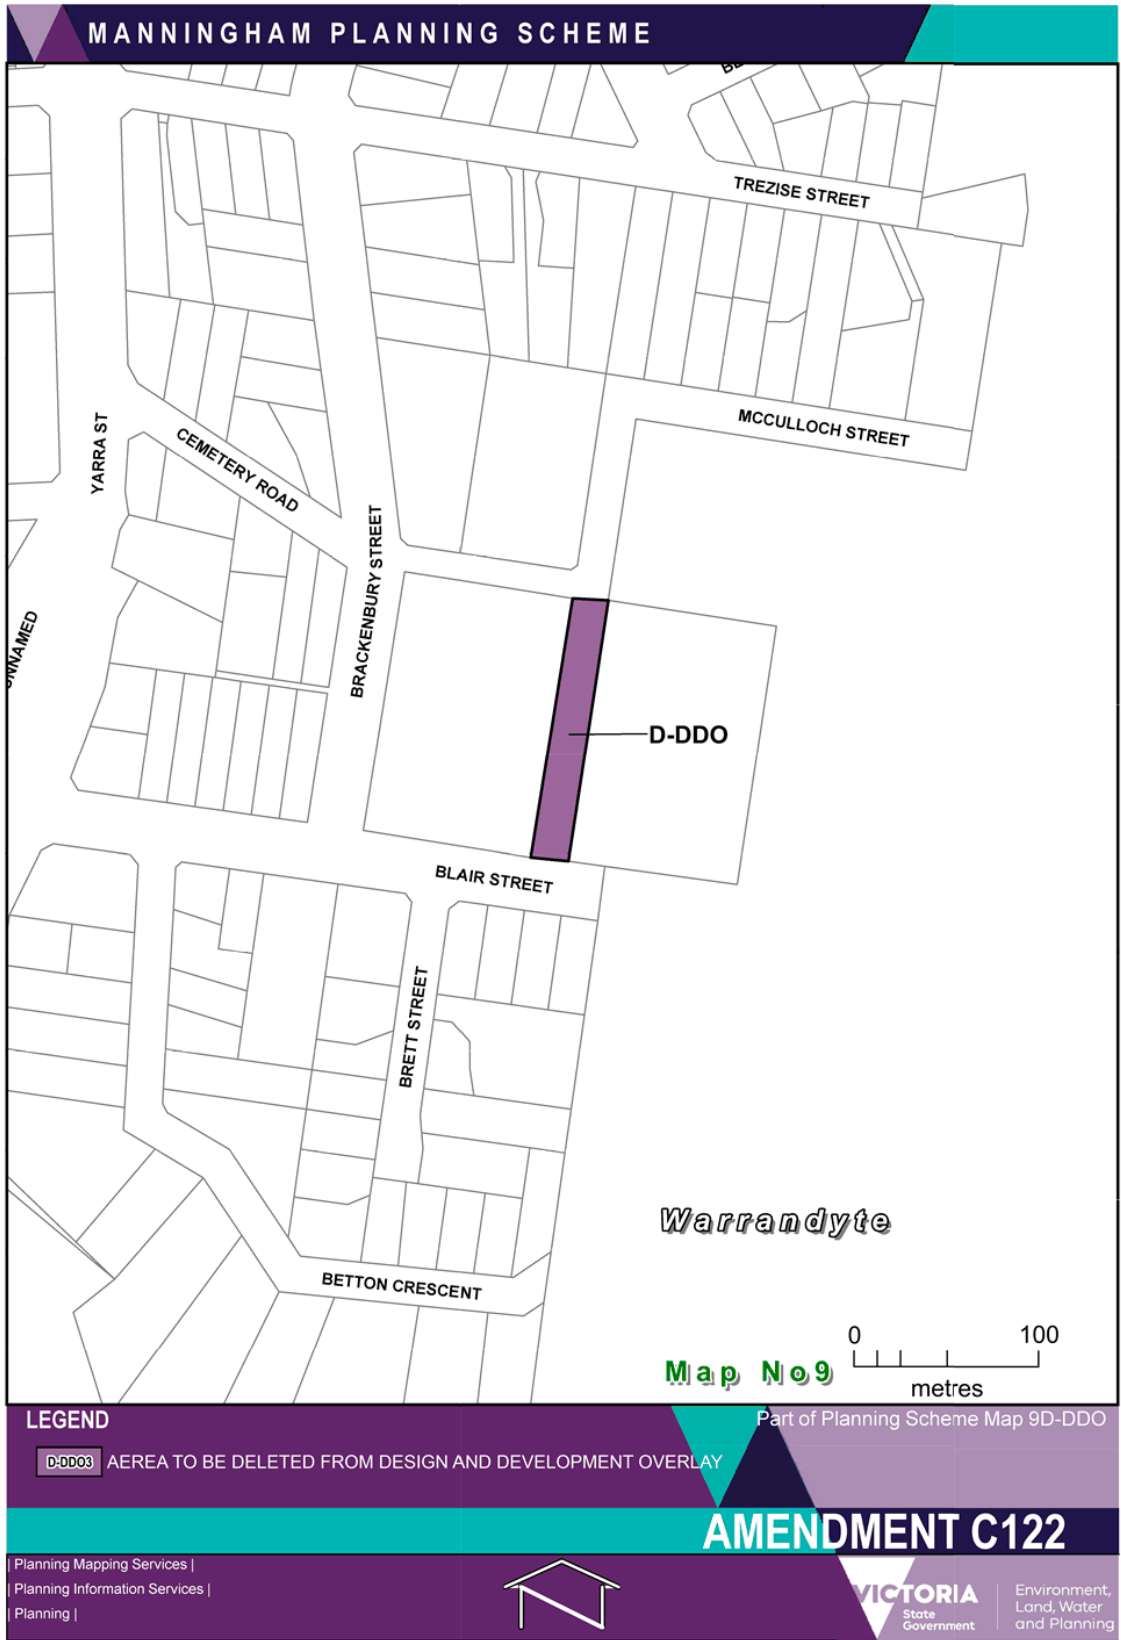 MANNINGHAM PLANNING SCHEME
TREZISE STREET
MCCULLOCH STREET
YARRA ST
CEMETERY ROAD
BRACKENBURY STREET
D-DDO
BLAIR STREET
BRETT STREET
Warrandyte
BETTON CRESCENT
0 100
Map No9
metres
LEGEND
Part of Planning Scheme Map 9D-DDO
D-DDO3 AEREA TO BE DELETED FROM DESIGN AND DEVELOPMENT OVERLAY
AMENDMENT C122
| Planning Mapping Services |
| Planning Information Services |
| Planning |
VICTORIA
State
Government
Environment,
Land, Water
and Planning